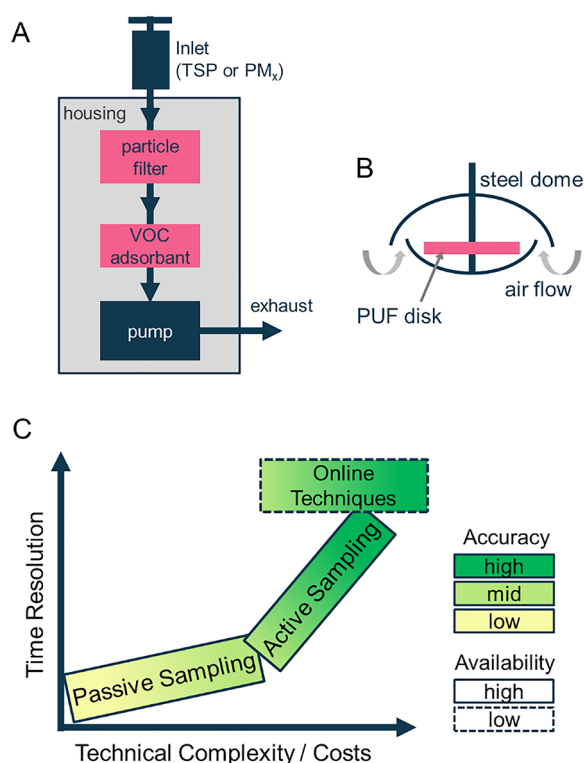 A
Inlet
(TSP or PMx)
housing
particle
filter
VOC
adsorbant
pump
exhaust
B
steel dome
air flow
PUF disk
C
Time Resolution
Online
Techniques
Active Sampling
Passive Sampling
Technical Complexity / Costs
Accuracy
high
mid
low
Availability
high
low